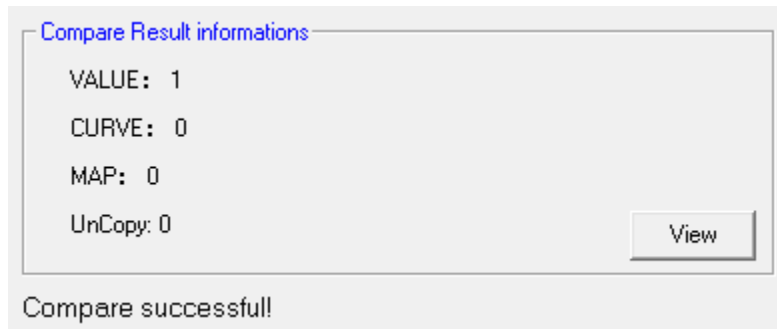 Compare Result informations
VALUE： 1
CURVE： 0
MAP： 0
UnCopy: 0
View
Compare successful!